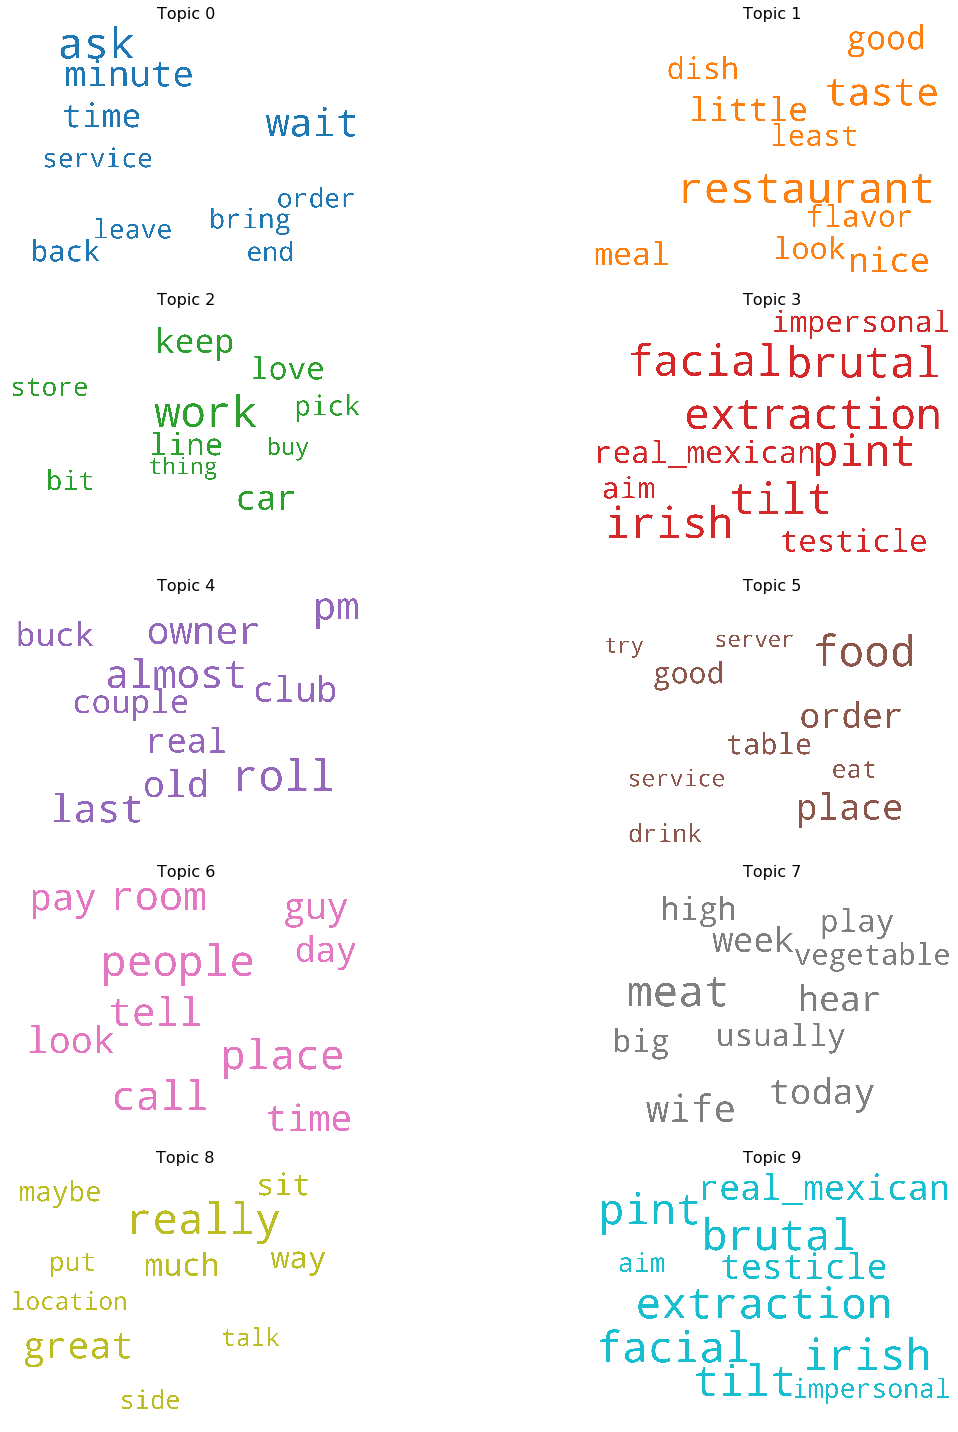 Topic 0
ask
minute
time
wait
service
order
bring
leave
back
end
Topic 1
good
dish
taste
little
least
restaurant
flavor
look
meal
nice
Topic 2
keep
love
store
pick
work
line
buy
thing
bit
car
Topic 3
impersonal
facial
brutal
extraction
real_mexican
pint
aim
tilt
irish
testicle
Topic 4
pm
buck
owner
almost
club
couple
real
roll
old
last
Topic 5
try
server
food
good
order
table
eat
service
place
drink
Topic 6
pay
room
guy
day
people
tell
look
place
call
time
Topic 7
high
play
week
vegetable
meat
hear
usually
big
today
wife
Topic 8
maybe
sit
really
put
much
way
location
talk
great
side
Topic 9
real_mexican
pint
brutal
aim
testicle
extraction
facial
irish
tilt
impersonal